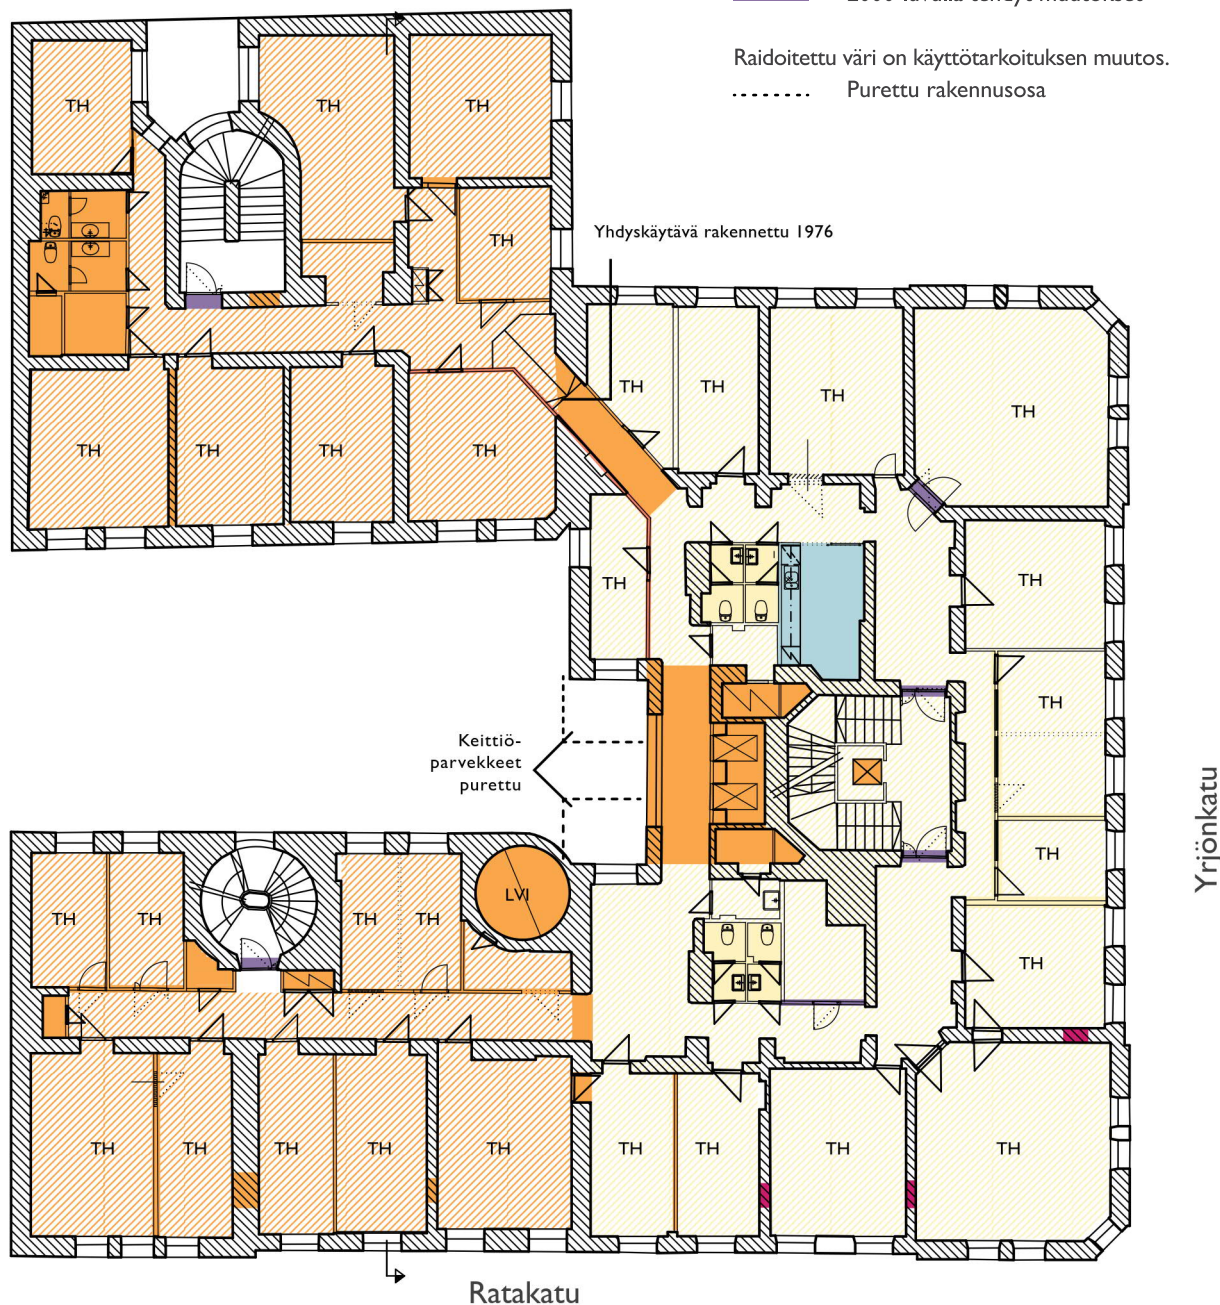 Raidoitettu väri on käyttötarkoituksen muutos.
Purettu rakennusosa
TH
TH
TH
TH
Yhdyskäytävä rakennettu 1976
TH
TH
TH
TH
TH
TH
TH
TH
TH
TH
TH
Keittiö-
parvekkeet
purettu
Yrjönkatu
TH
LVI
TH
TH
TH
TH
TH
TH
TH
TH
TH
TH
TH
TH
TH
TH
Ratakatu